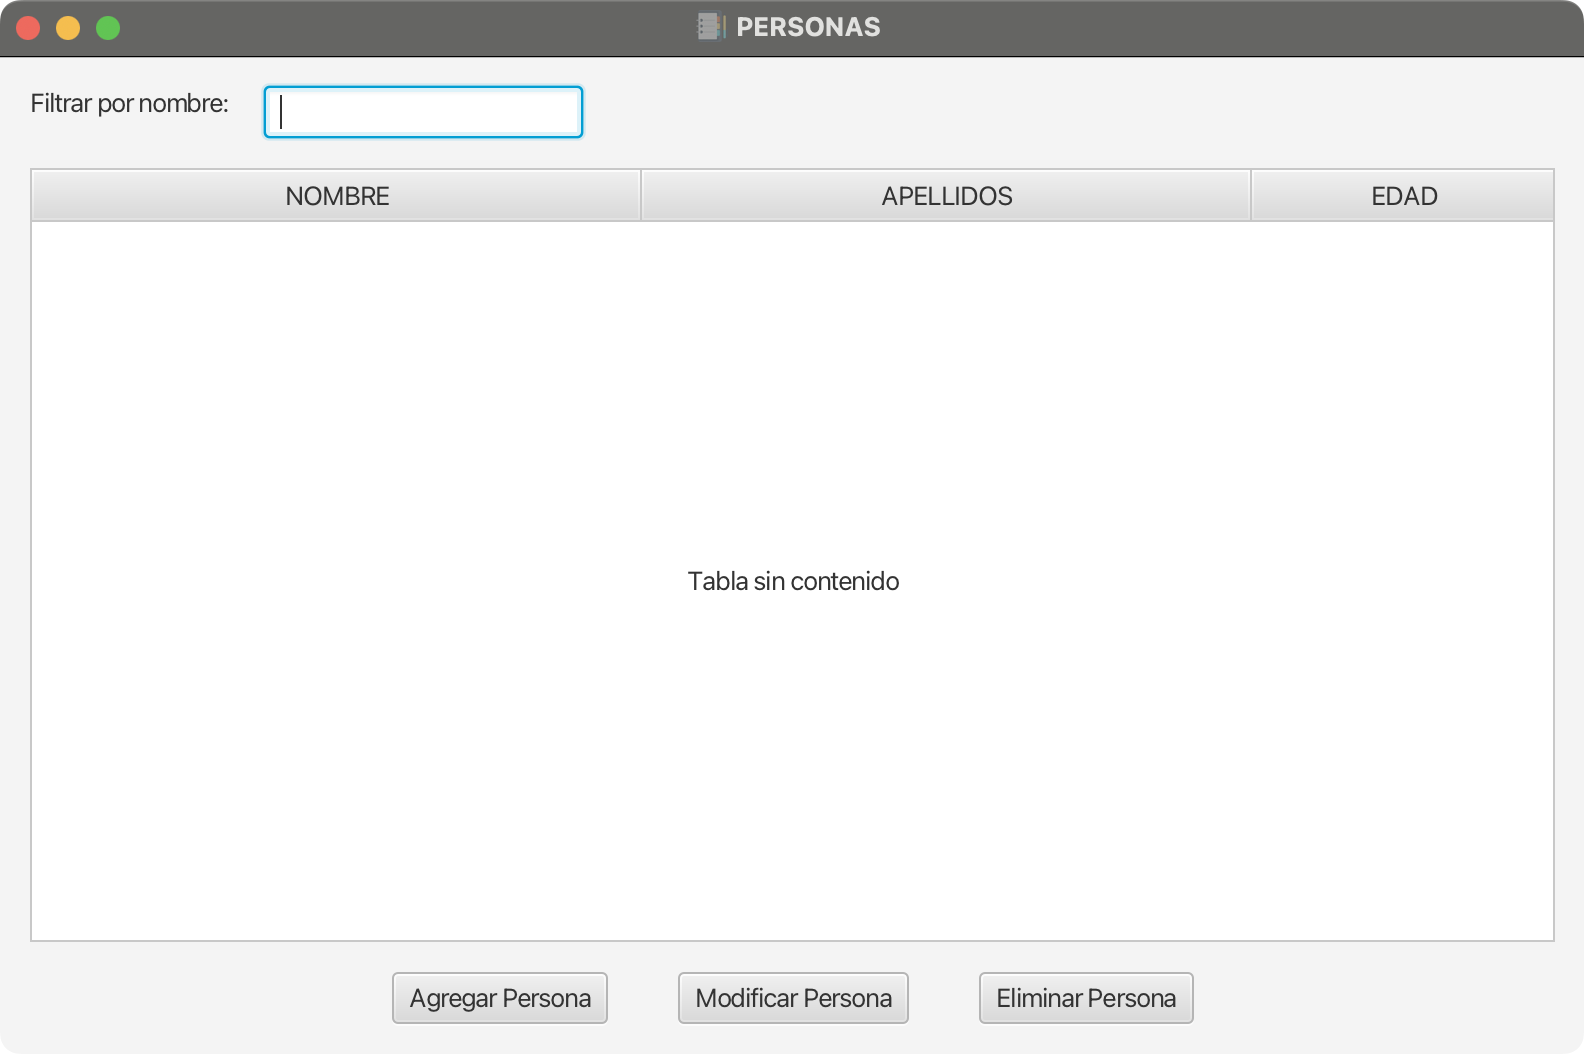 PERSONAS
Filtrar por nombre:
NOMBRE APELLIDOS EDAD
Tabla sin contenido
Agregar Persona Modificar Persona Eliminar Persona